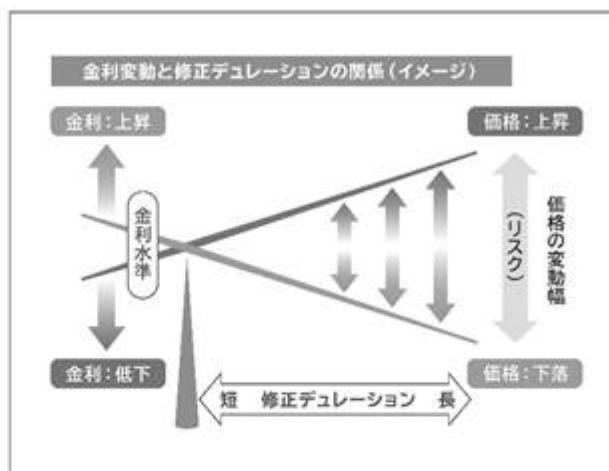 金利変動と修正デュレーションの関係（イメージ）
金利：上昇
価格：上昇
金利水準
価格の変動幅
（リスク）
金利：低下
価格：下落
短 修正デュレーション 長